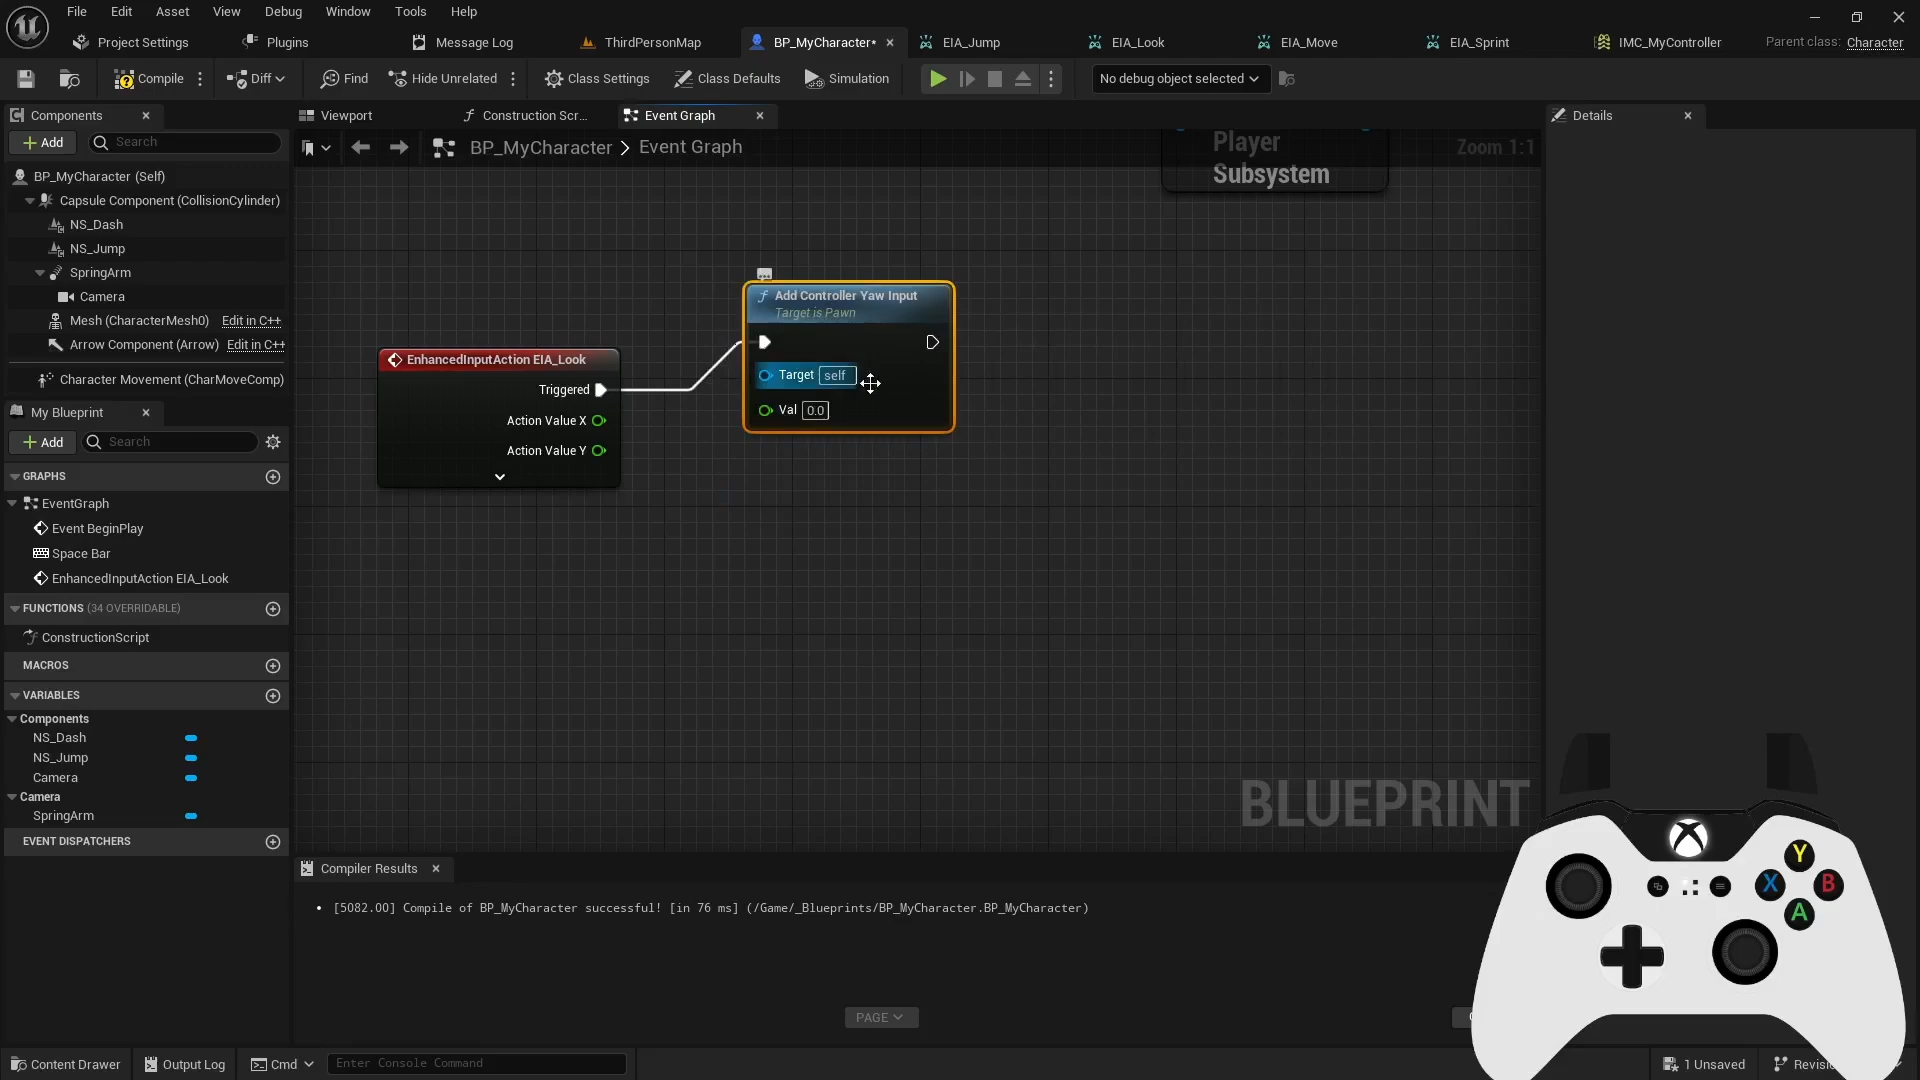 File Edit Asset View Debug Window Tools Help
Project Settings Plugins Message Log ThirdPersonMap BP_MyCharacter* EIA_Jump EIA_Look EIA_Move EIA_Sprint IMC_MyController Parent class: Character
Compile Diff Find Hide Unrelated Class Settings Class Defaults Simulation No debug object selected
Components
Add Search
BP_MyCharacter (Self)
Capsule Component (CollisionCylinder)
NS_Dash
NS_Jump
SpringArm
Camera
Mesh (CharacterMesh0) Edit in C++
Arrow Component (Arrow) Edit in C++
Character Movement (CharMoveComp)
My Blueprint
Add Search
GRAPHS
EventGraph
Event BeginPlay
Space Bar
EnhancedInputAction EIA_Look
FUNCTIONS (34 OVERRIDABLE)
ConstructionScript
MACROS
VARIABLES
Components
NS_Dash
NS_Jump
Camera
Camera
SpringArm
EVENT DISPATCHERS
Viewport Construction Scr... Event Graph
BP_MyCharacter > Event Graph Zoom 1:1
Player
Subsystem
Add Controller Yaw Input
Target is Pawn
Target self
Val 0.0
EnhancedInputAction EIA_Look
Triggered
Action Value X
Action Value Y
BLUEPRINT
Compiler Results
[5082.00] Compile of BP_MyCharacter successful! [in 76 ms] (/Game/_Blueprints/BP_MyCharacter.BP_MyCharacter)
PAGE
Details
Y
X B
A
Content Drawer Output Log Cmd Enter Console Command 1 Unsaved